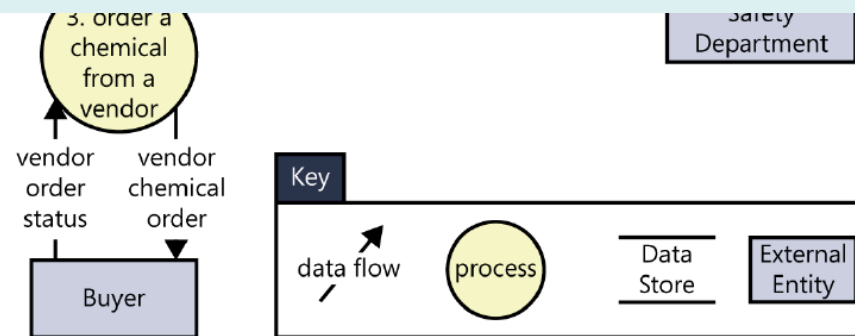 3. order a
chemical
from a
vendor
Safety
Department
vendor
order
status
vendor
chemical
order
Buyer
Key
data flow
process
Data
Store
External
Entity